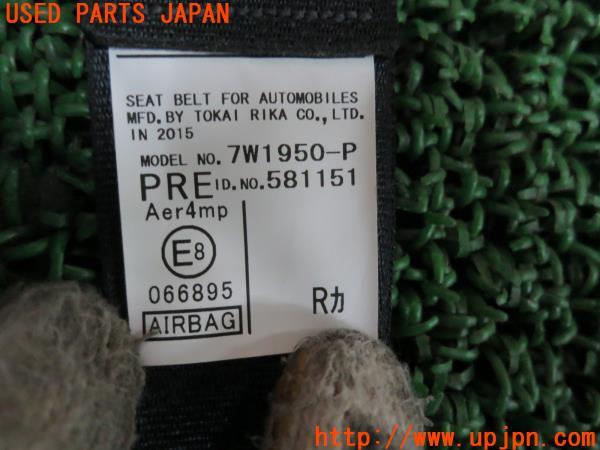 USED PARTS JAPAN
SEAT BELT FOR AUTOMOBILES
MFD.BY TOKAI RIKA CO.,LTD.
IN 2015
MODEL NO. 7W1950-P
PRE ID.NO.581151
Aer4mp
E8
066895
AIRBAG
Rカ
http://www.upjpn.com/